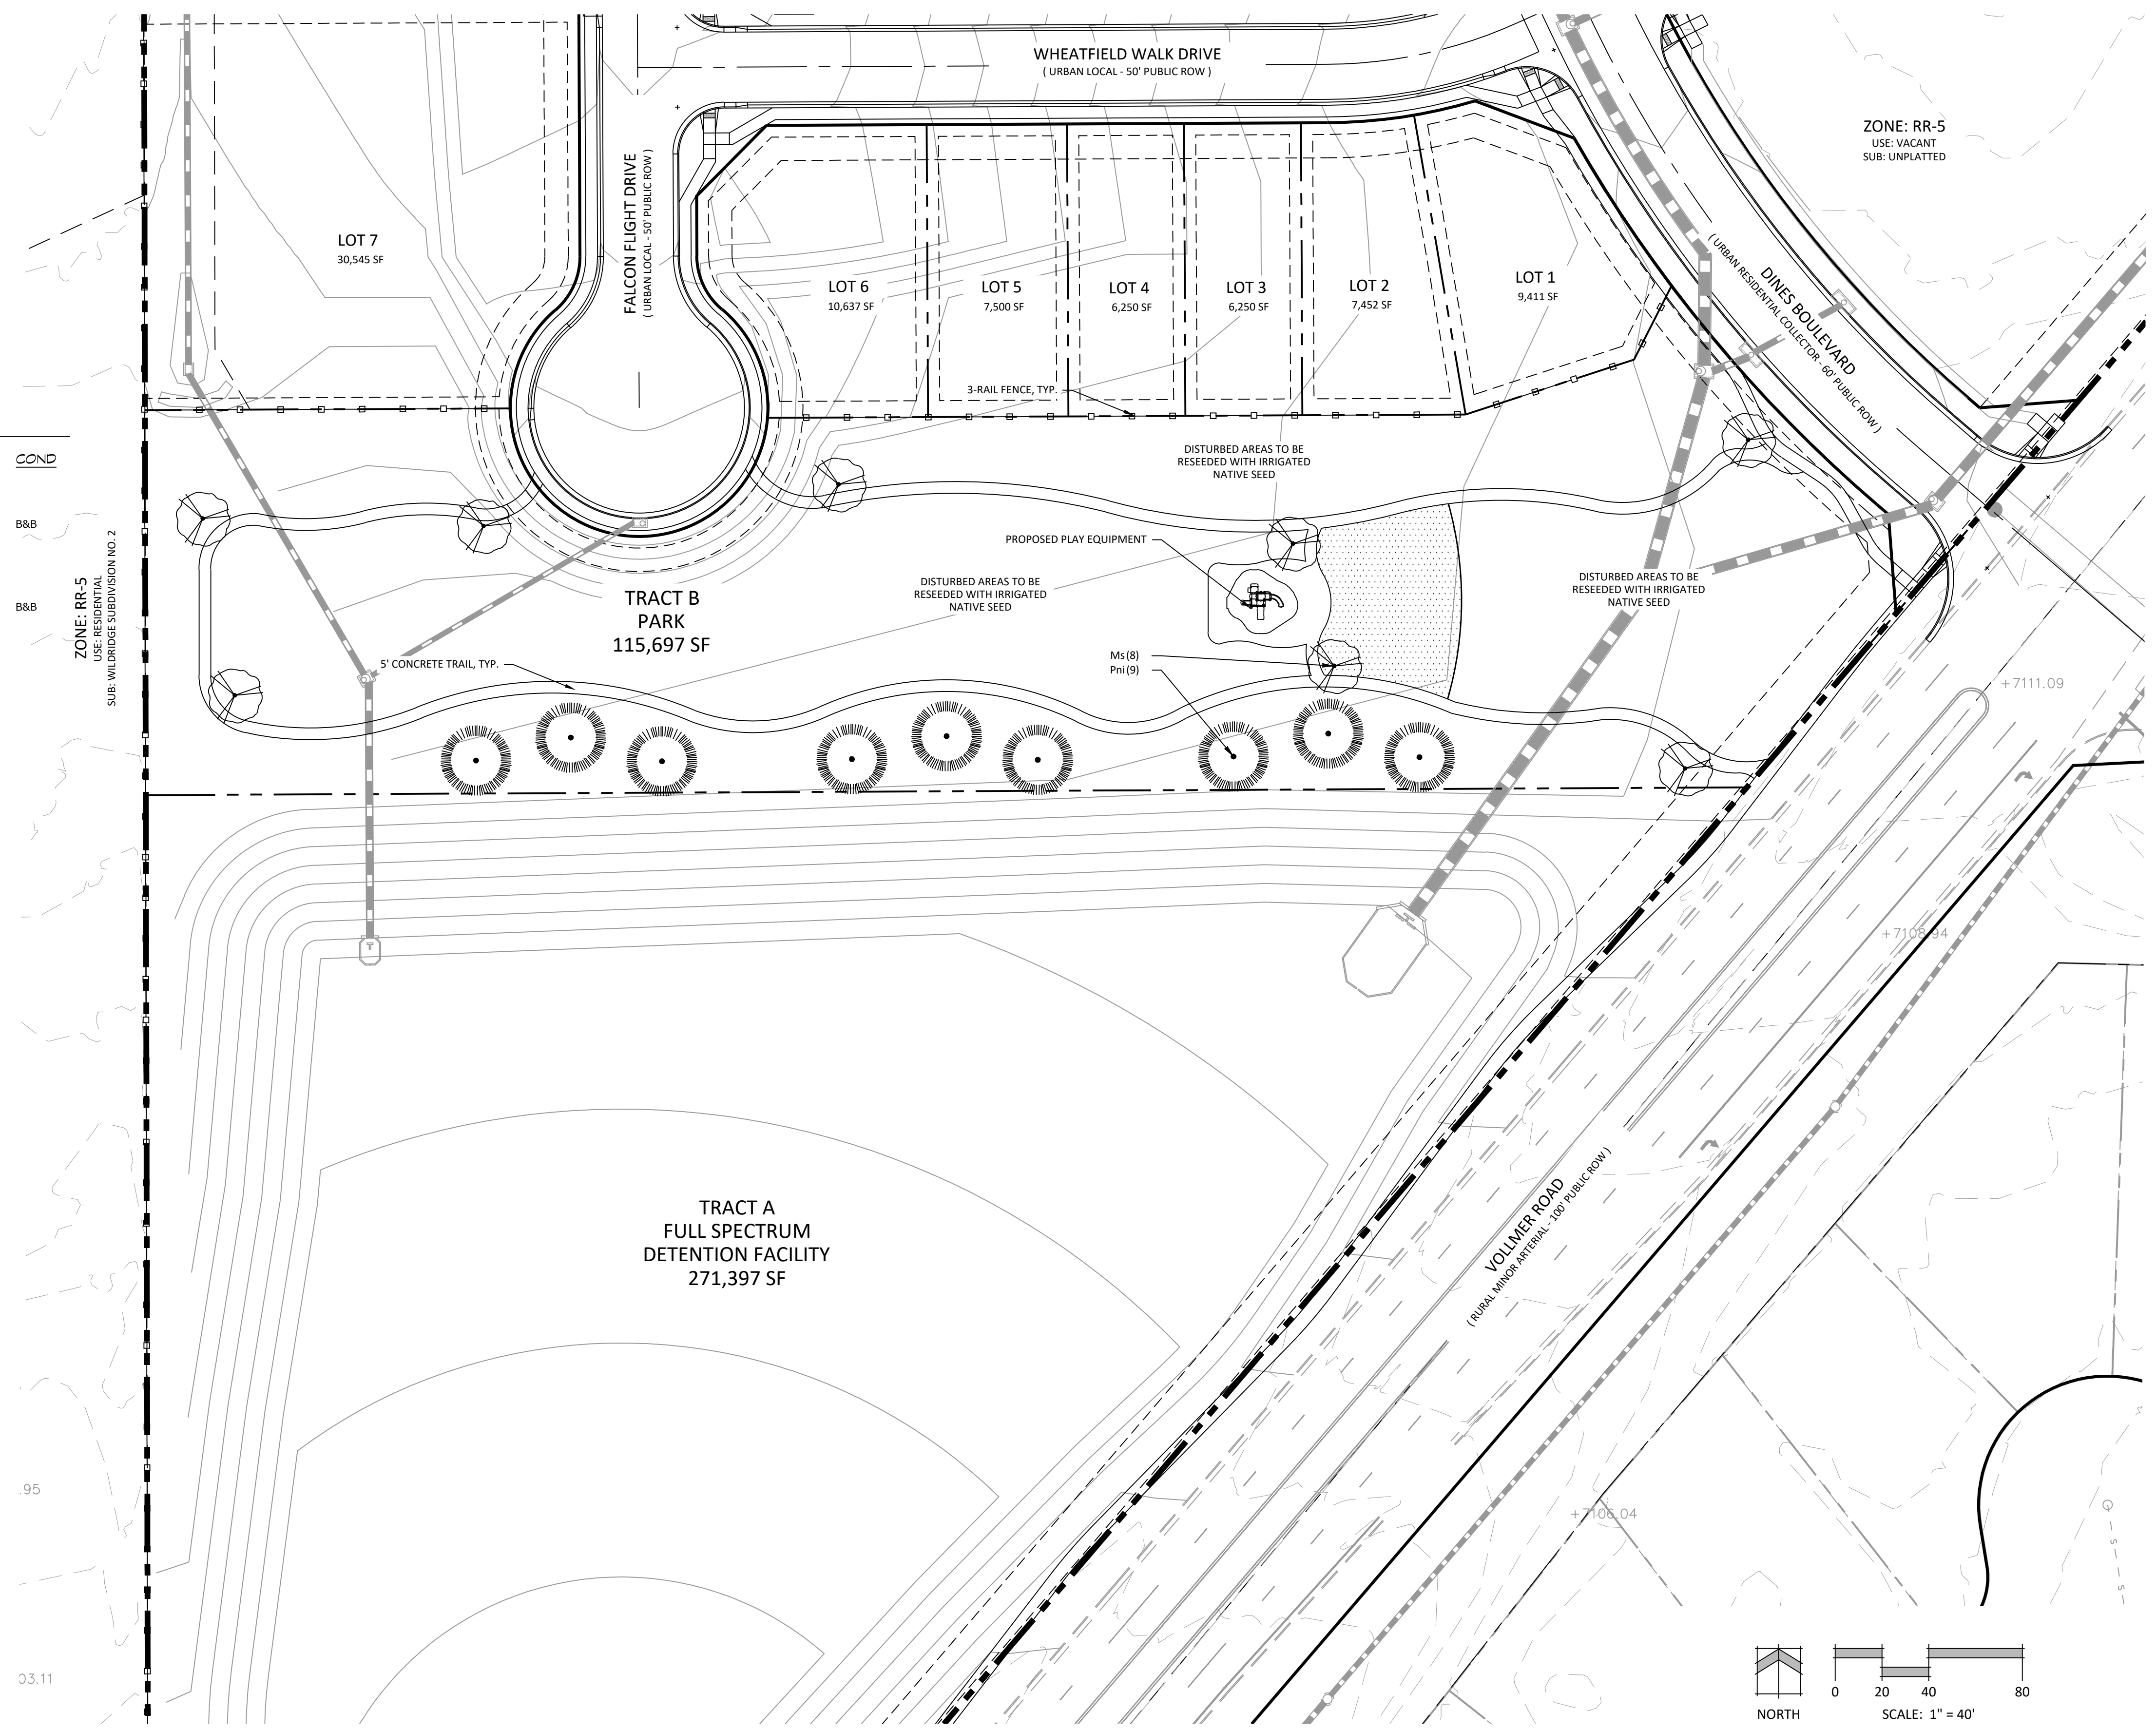 WHEATFIELD WALK DRIVE
( URBAN LOCAL - 50' PUBLIC ROW )
ZONE: RR-5
USE: VACANT
SUB: UNPLATTED
FALCON FLIGHT DRIVE
( URBAN LOCAL - 50' PUBLIC ROW )
LOT 7
30,545 SF
LOT 6
10,637 SF
LOT 5
7,500 SF
LOT 4
6,250 SF
LOT 3
6,250 SF
LOT 2
7,452 SF
LOT 1
9,411 SF
DINES BOULEVARD
( URBAN RESIDENTIAL COLLECTOR - 60' PUBLIC ROW )
3-RAIL FENCE, TYP.
COND
B&B
B&B
ZONE: RR-5
USE: RESIDENTIAL
SUB: WILDRIDGE SUBDIVISION NO. 2
DISTURBED AREAS TO BE
RESEEDED WITH IRRIGATED
NATIVE SEED
PROPOSED PLAY EQUIPMENT
DISTURBED AREAS TO BE
RESEEDED WITH IRRIGATED
NATIVE SEED
DISTURBED AREAS TO BE
RESEEDED WITH IRRIGATED
NATIVE SEED
TRACT B
PARK
115,697 SF
5' CONCRETE TRAIL, TYP.
Ms (8)
Pni (9)
+7111.09
+7108.94
TRACT A
FULL SPECTRUM
DETENTION FACILITY
271,397 SF
VOLLMER ROAD
( RURAL MINOR ARTERIAL - 100' PUBLIC ROW )
.95
+7106.04
S
S
03.11
NORTH
0 20 40 80
SCALE: 1" = 40'